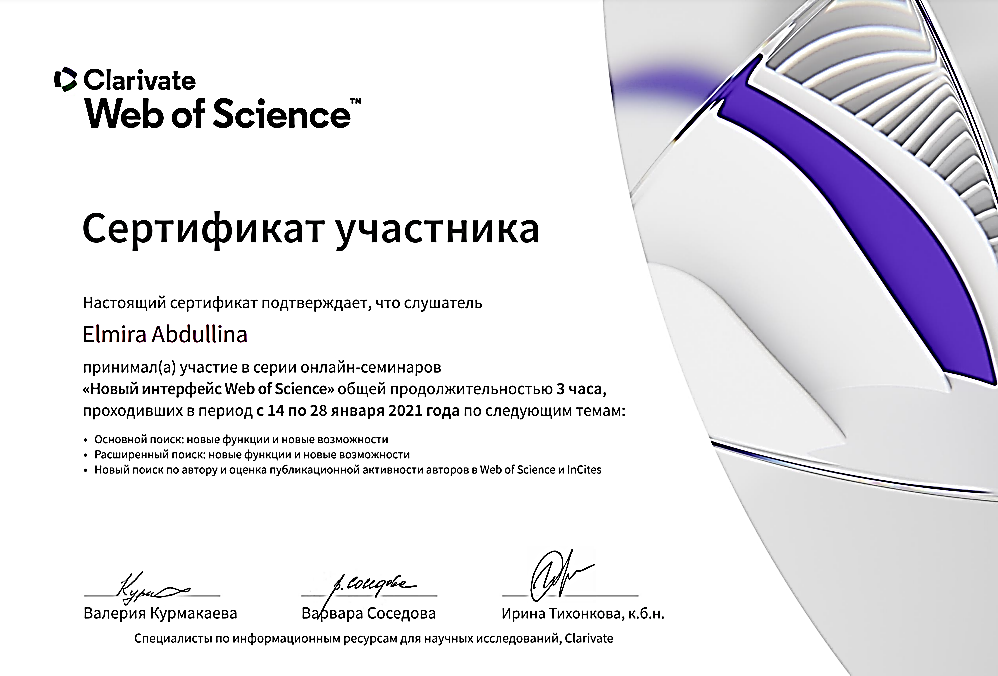 Clarivate
Web of Science™
Сертификат участника
Настоящий сертификат подтверждает, что слушатель
Elmira Abdullina
принимал(а) участие в серии онлайн-семинаров
«Новый интерфейс Web of Science» общей продолжительностью 3 часа,
проходивших в период с 14 по 28 января 2021 года по следующим темам:
• Основной поиск: новые функции и новые возможности
• Расширенный поиск: новые функции и новые возможности
• Новый поиск по автору и оценка публикационной активности авторов в Web of Science и InCites
в.соседова
Валерия Курмакаева Варвара Соседова Ирина Тихонкова, к.б.н.
Специалисты по информационным ресурсам для научных исследований, Clarivate